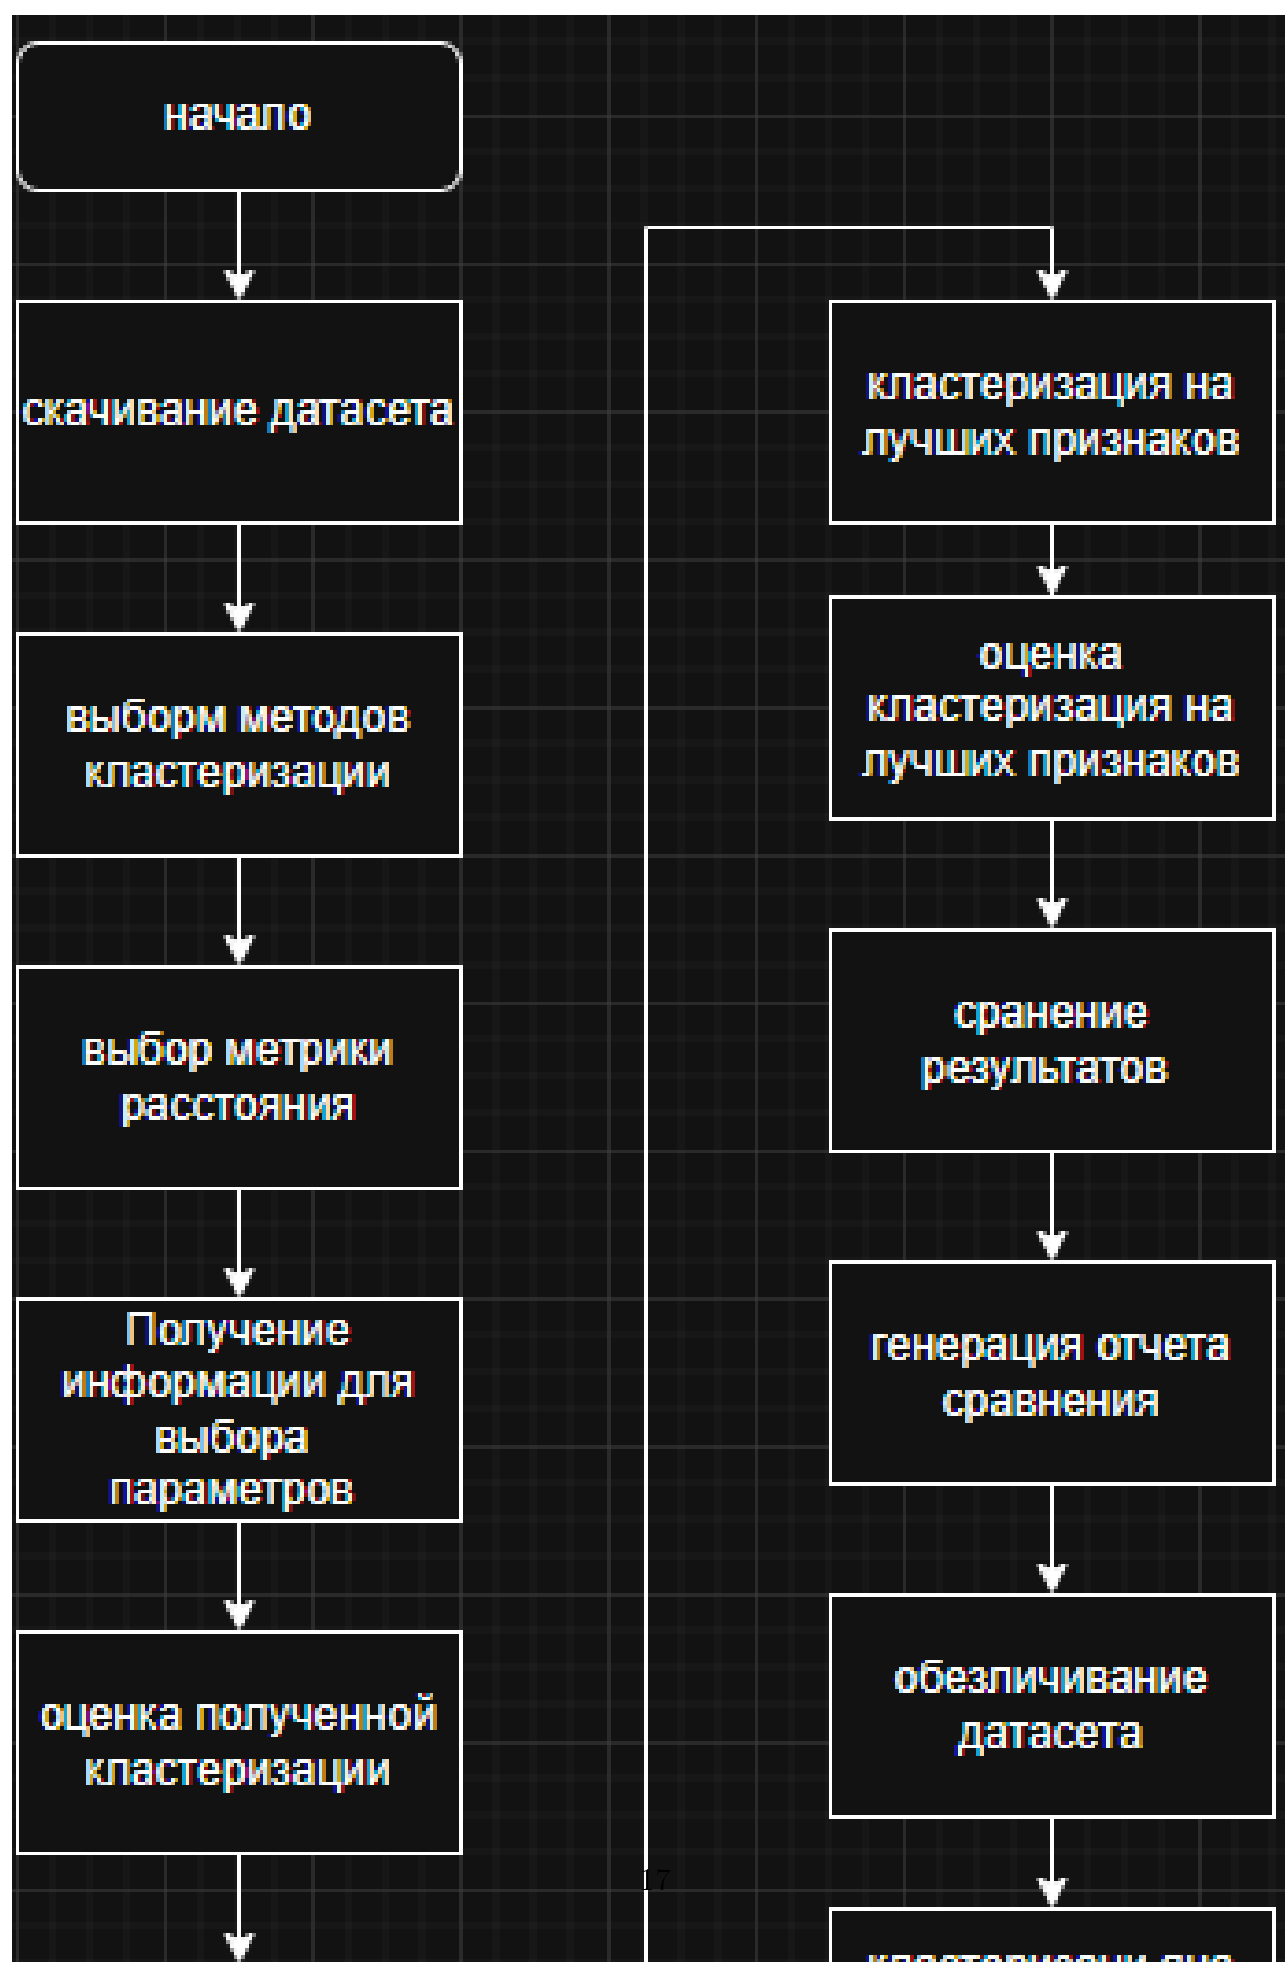 начало
скачивание датасета
выборм методов
кластеризации
выбор метрики
расстояния
Получение
информации для
выбора
параметров
оценка полученной
кластеризации
кластеризация на
лучших признаков
оценка
кластеризация на
лучших признаков
сранение
результатов
генерация отчета
сравнения
обезличивание
датасета
17